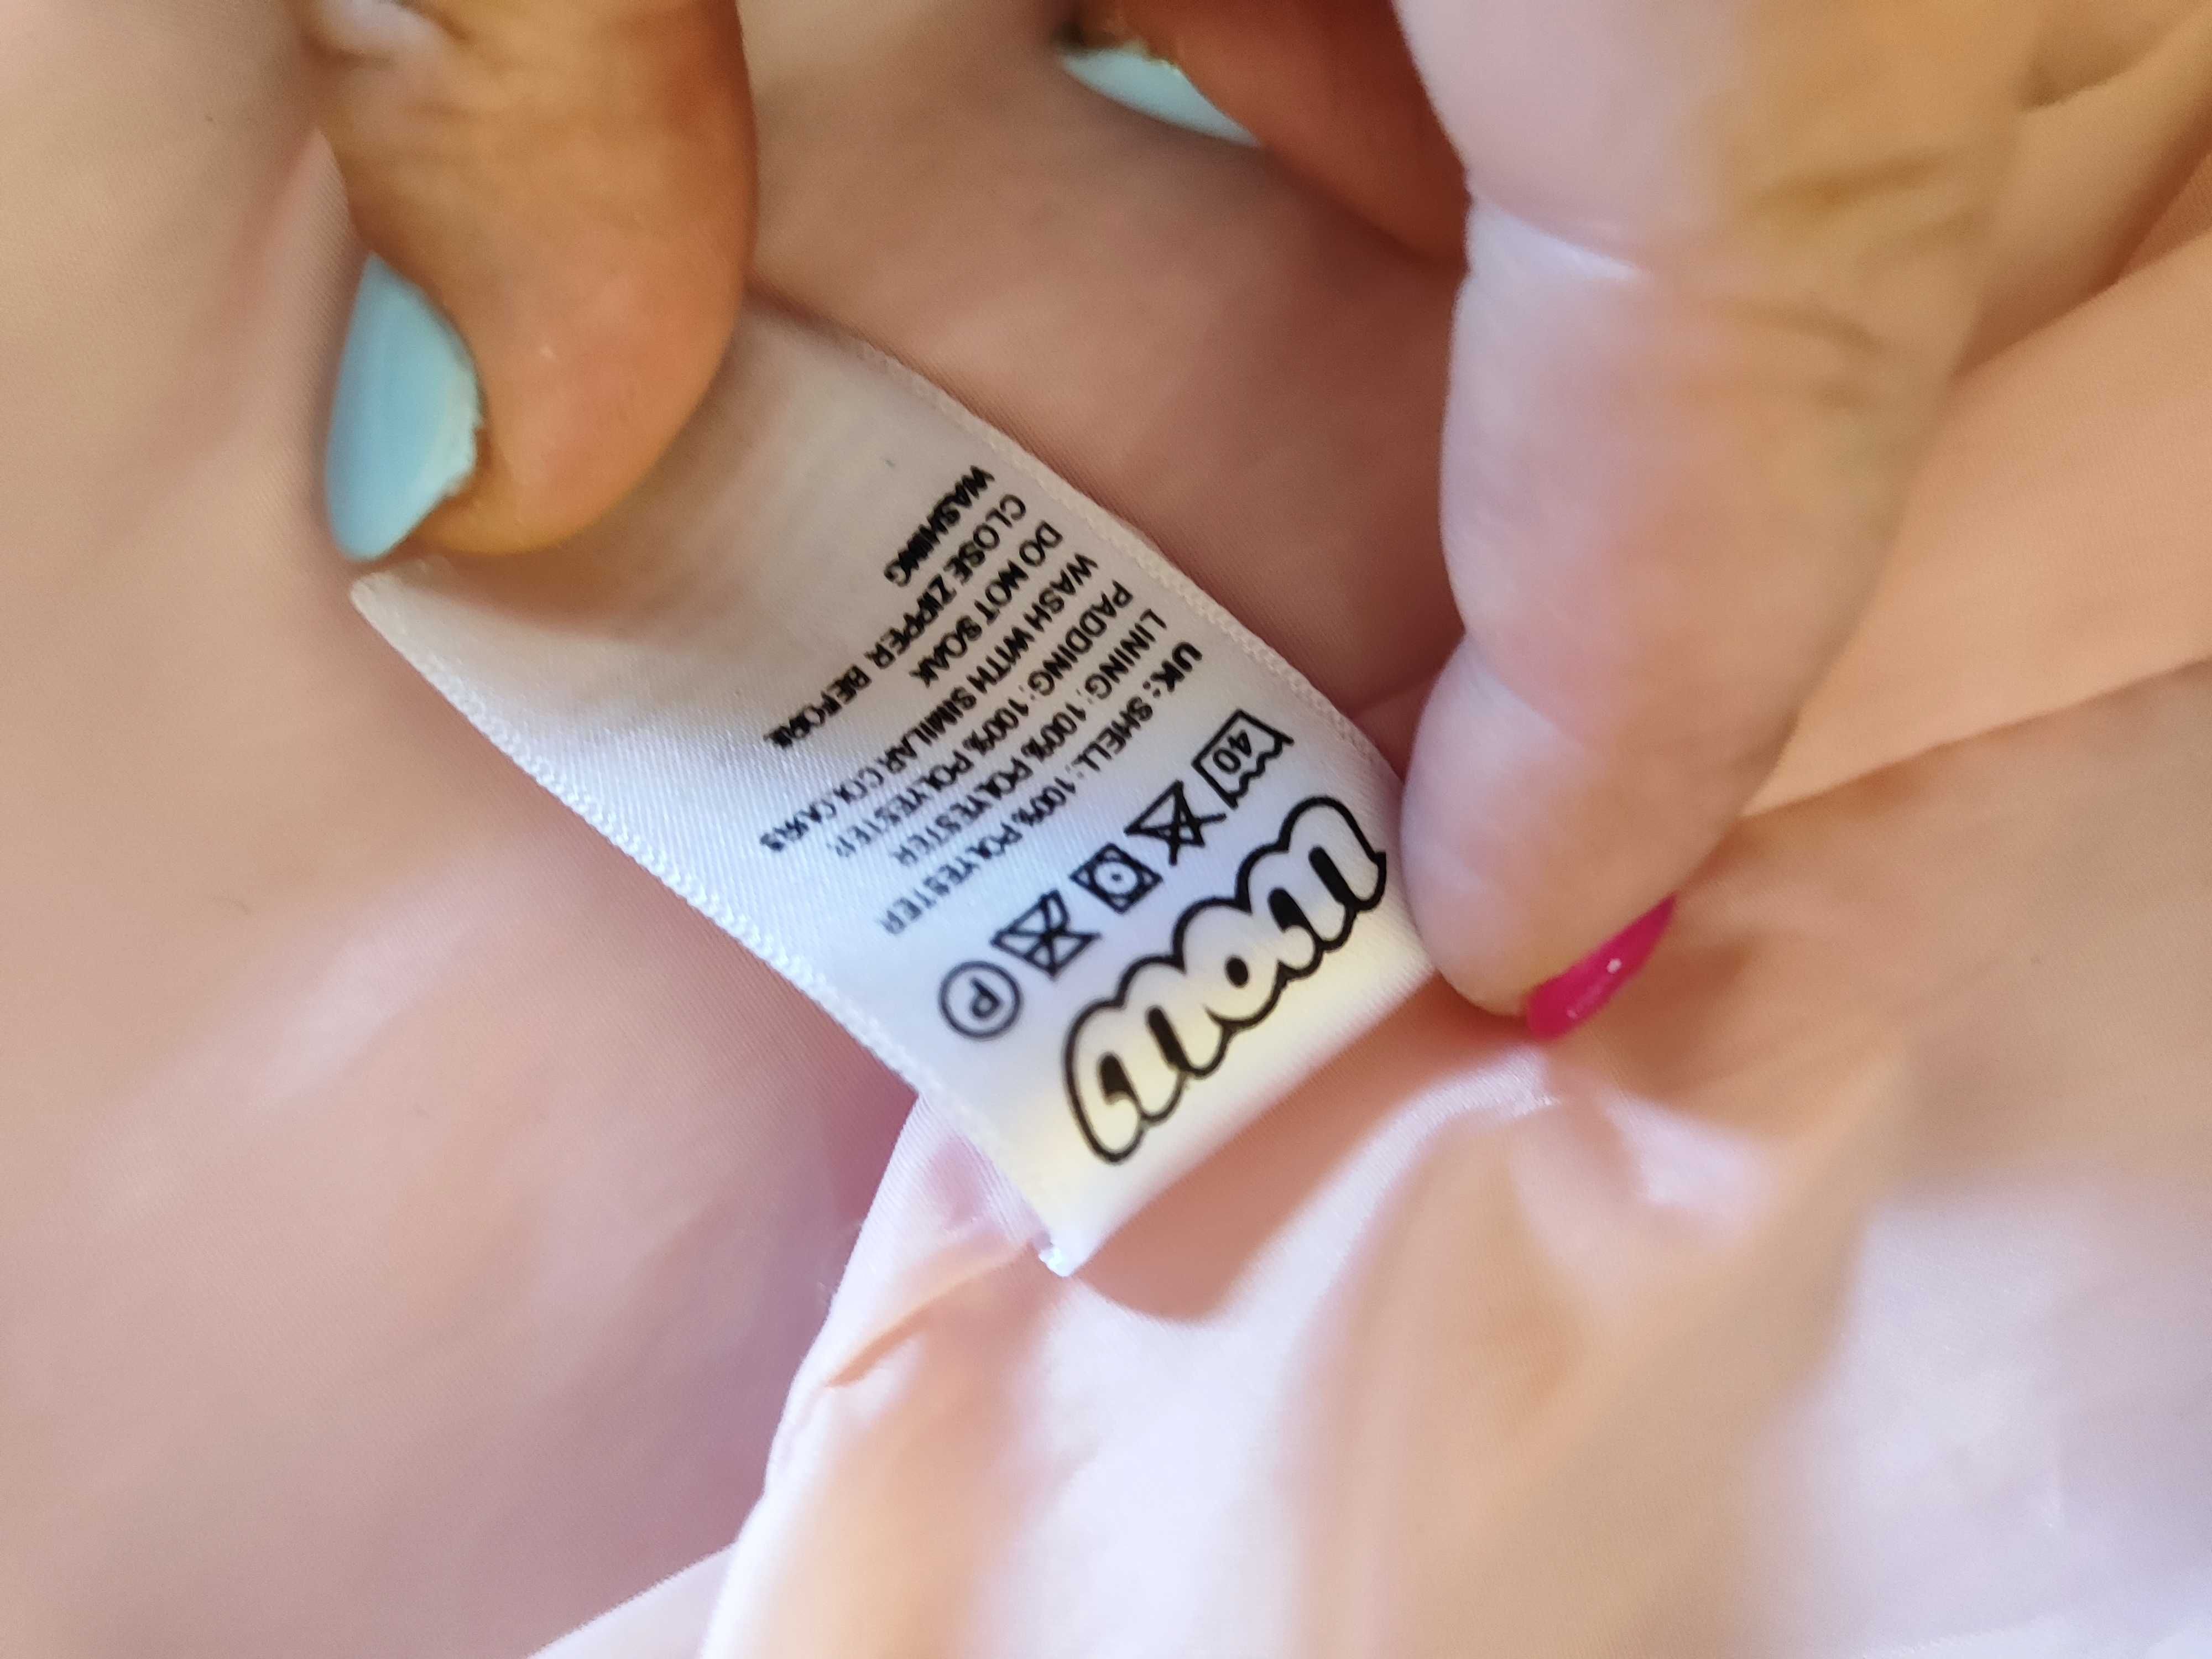 40
P
UK: SHELL: 100% POLYESTER
LINING: 100% POLYESTER
PADDING: 100% POLYESTER
WASH WITH SIMILAR COLOURS
DO NOT SOAK
CLOSE ZIPPER BEFORE
WASHING